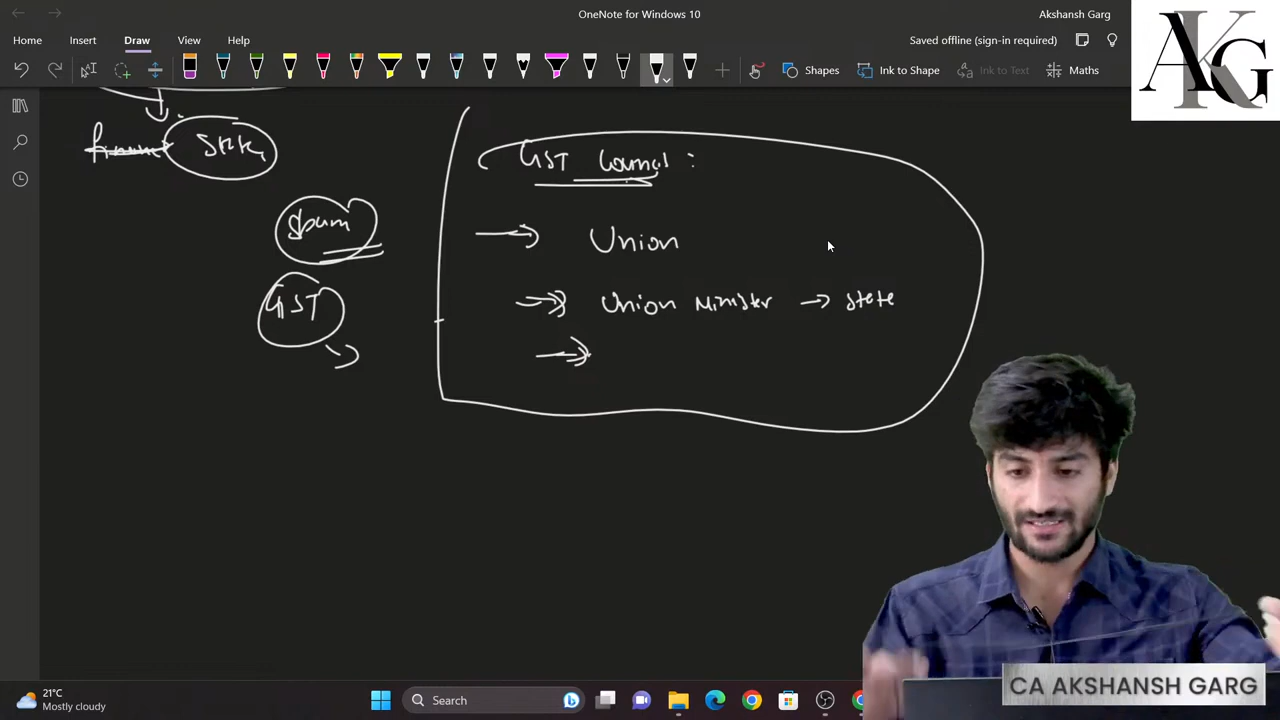 OneNote for Windows 10
Akshansh Garg
Home Insert Draw View Help
Saved offline (sign-in required)
Shapes
Ink to Shape
Ink to Text
Maths
AKG
State
GST Council :
Union
GST
Union Minister → State
CA AKSHANSH GARG
21°C
Mostly cloudy
Search